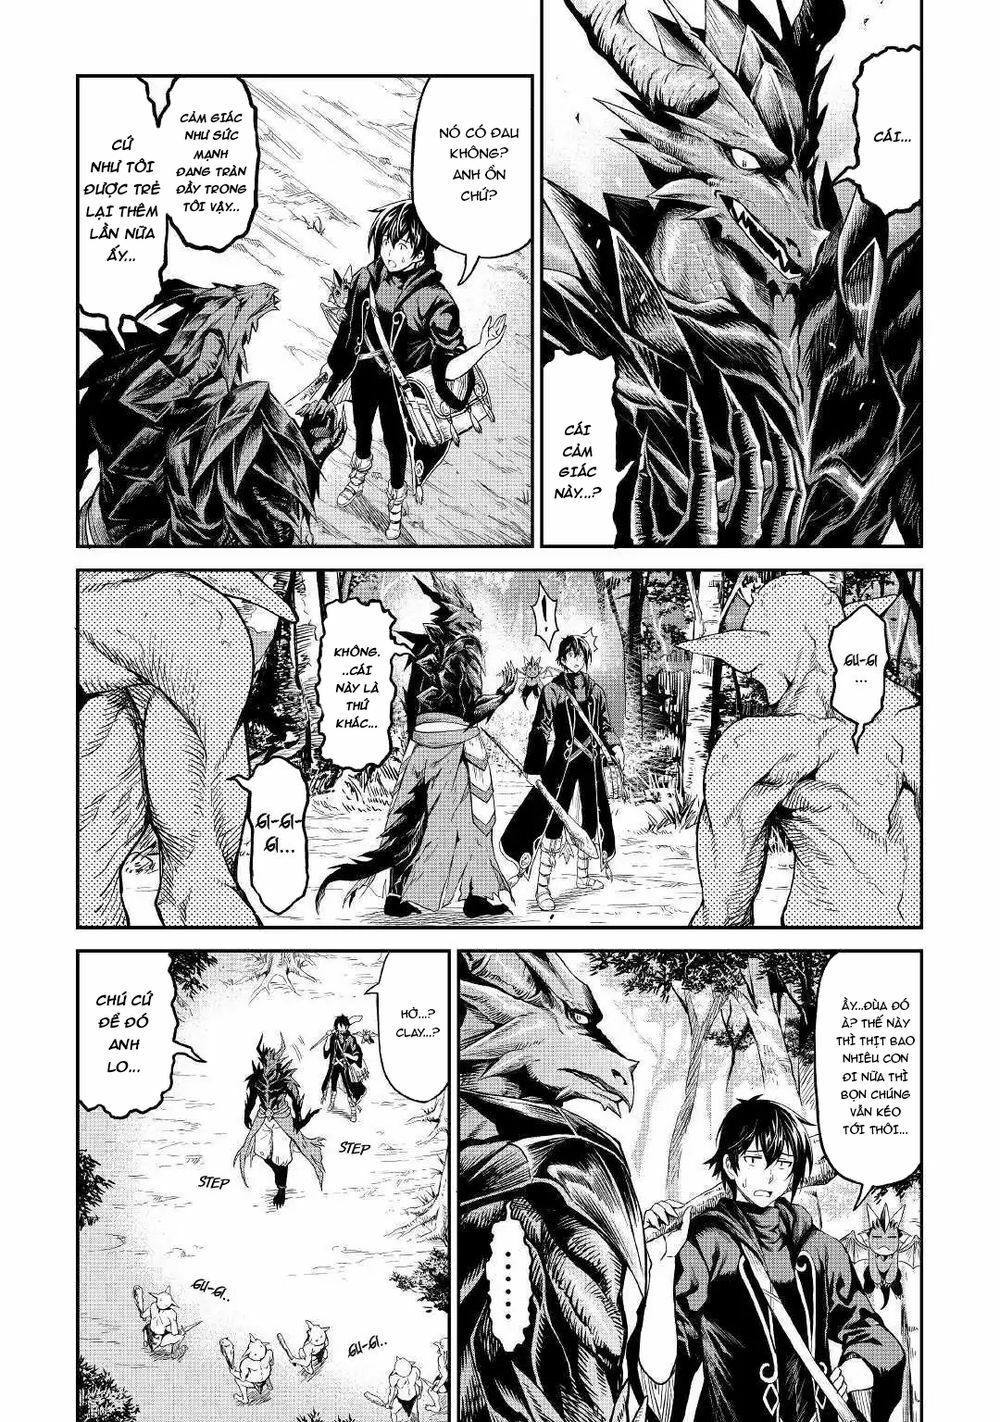 CÁI...
CÁI
CẢM
GIÁC
NÀY...?
NÓ CÓ ĐAU
KHÔNG?
ANH ỔN
CHỨ?
CẢM GIÁC
NHƯ SỨC
MẠNH
ĐANG TRÀN
ĐẦY TRONG
TÔI VẬY...
CỨ
NHƯ TÔI
ĐƯỢC TRẺ
LẠI THÊM
LẦN NỮA
ẤY...
GU-GI
...
!
KHÔNG.
..CÁI
NÀY LÀ
THỨ
KHÁC...
GI-GI-
GI...
ẦY...ĐÙA ĐÓ
À? THẾ NÀY
THÌ THỊT BAO
NHIÊU CON
ĐI NỮA THÌ
BỌN CHÚNG
VẪN KÉO
TỚI THÔI...
......
HỜ...?
CLAY...?
CHÚ CỨ
ĐỂ ĐÓ
ANH
LO...
STEP
STEP
GU-GI..
GU-GI..